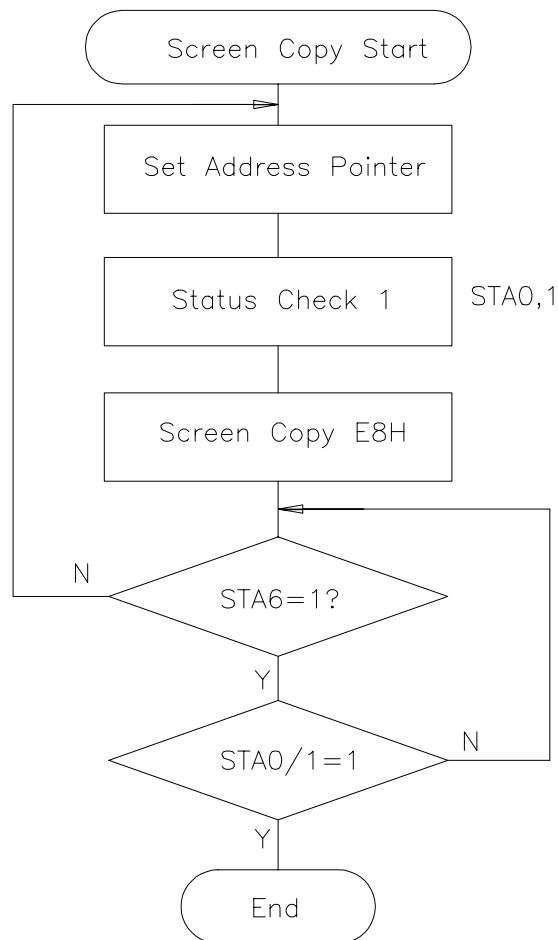 Screen Copy Start
Set Address Pointer
Status Check 1
STA0,1
Screen Copy E8H
N
STA6=1?
Y
STA0/1=1
N
Y
End